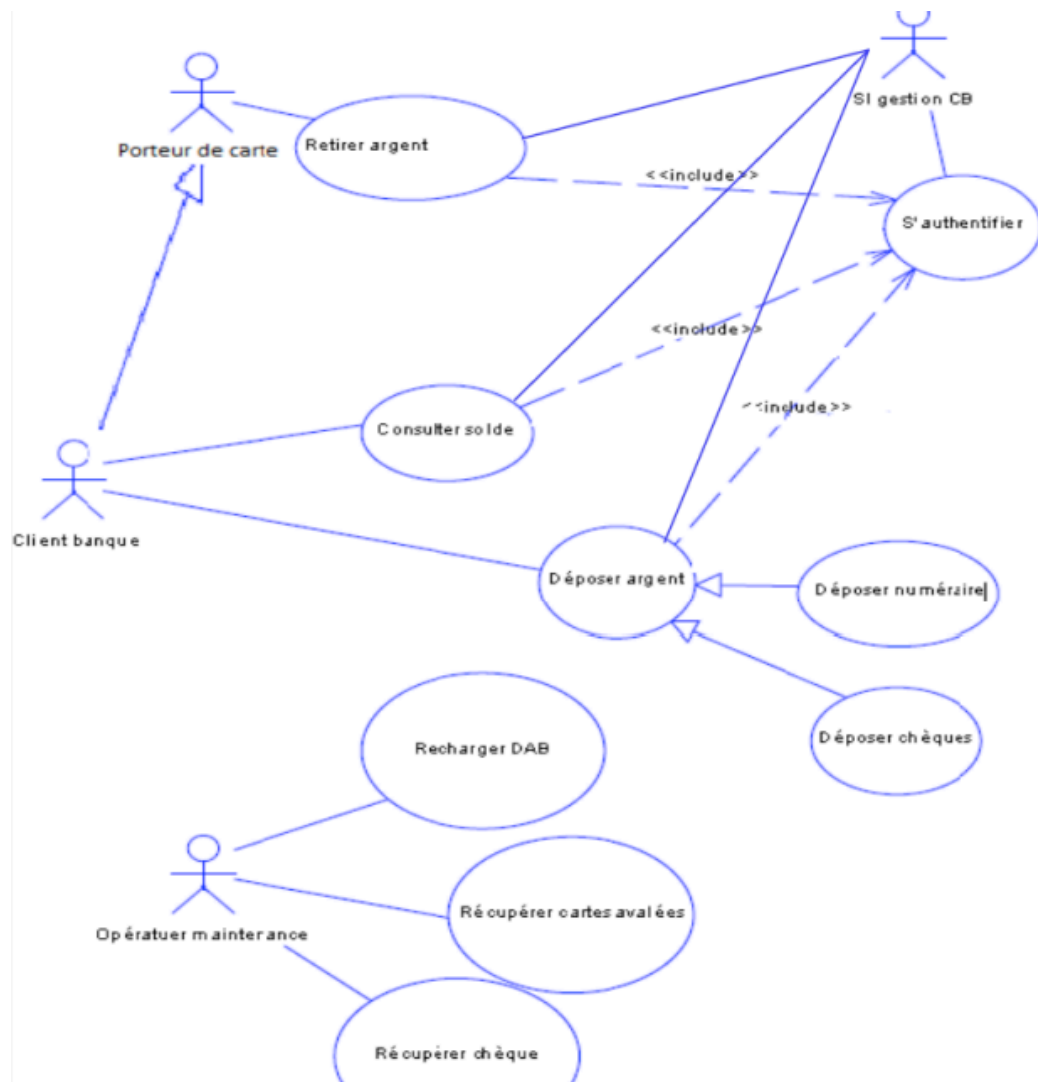 SI gestion CB
Porteur de carte
Retirer argent
<<include>>
S'authentifier
<<include>>
<<include>>
Consulter solde
Client banque
Déposer argent
Déposer numéraire
Déposer chèques
Recharger DAB
Récupérer cartes avalées
Opératuer mainterance
Récupérer chèque